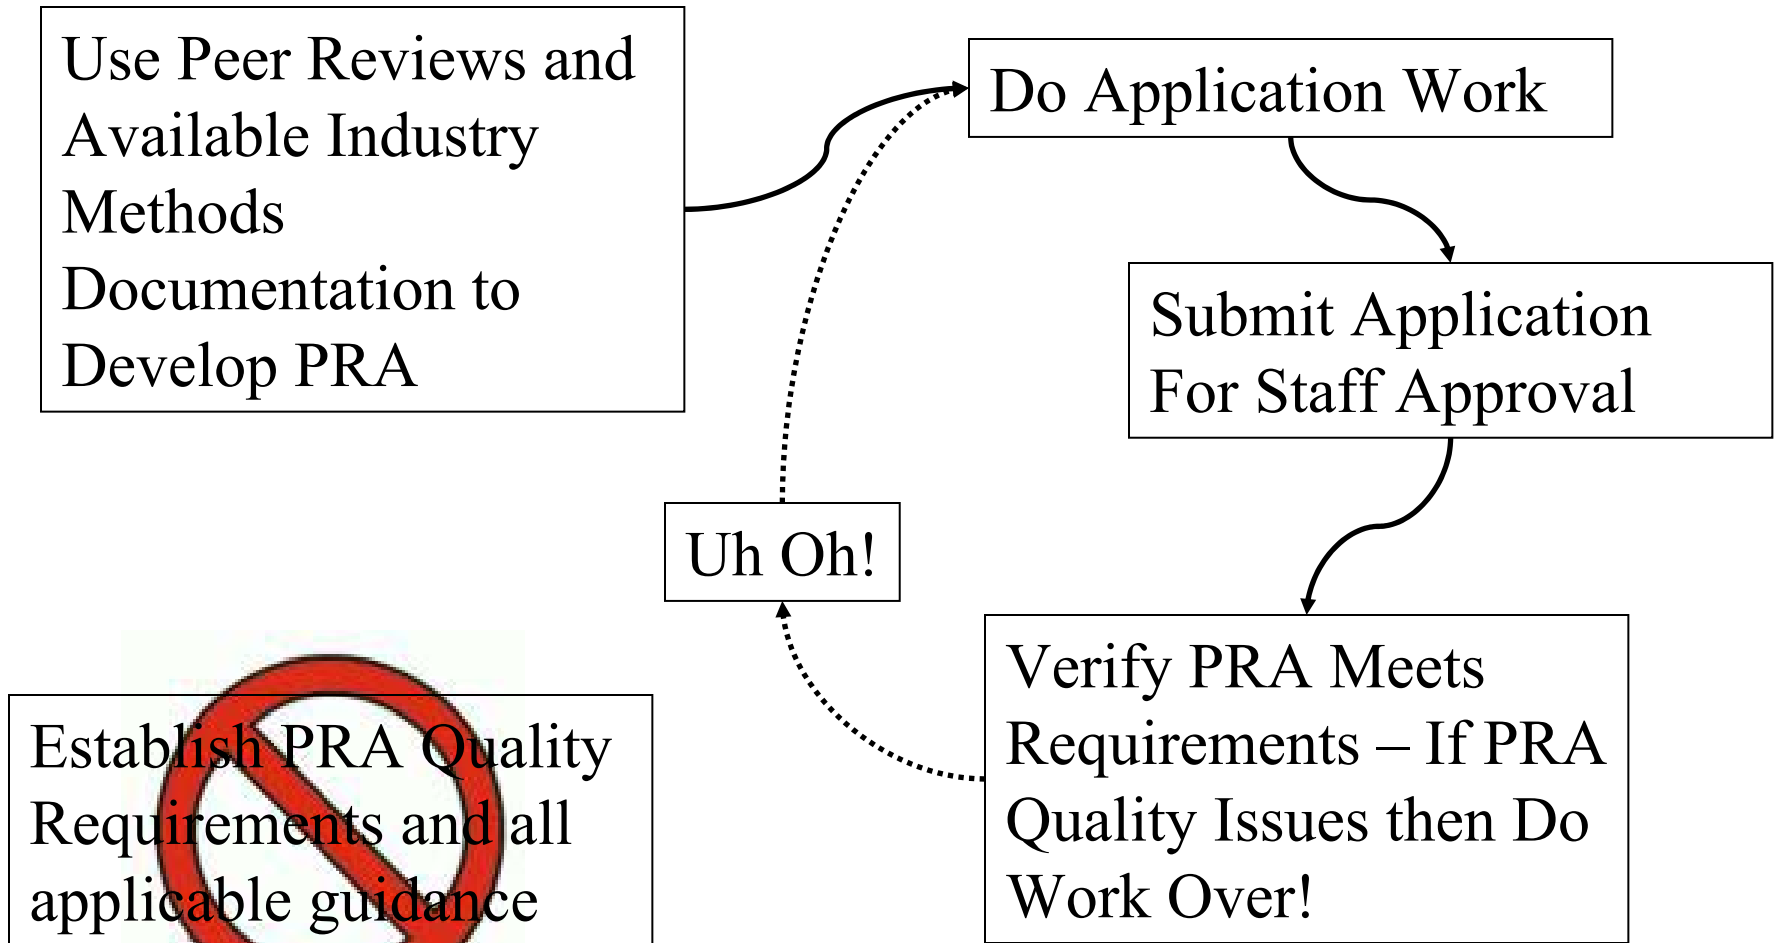 Use Peer Reviews and
Available Industry
Methods
Documentation to
Develop PRA
Do Application Work
Submit Application
For Staff Approval
Uh Oh!
Verify PRA Meets
Requirements – If PRA
Quality Issues then Do
Work Over!
Establish PRA Quality
Requirements and all
applicable guidance